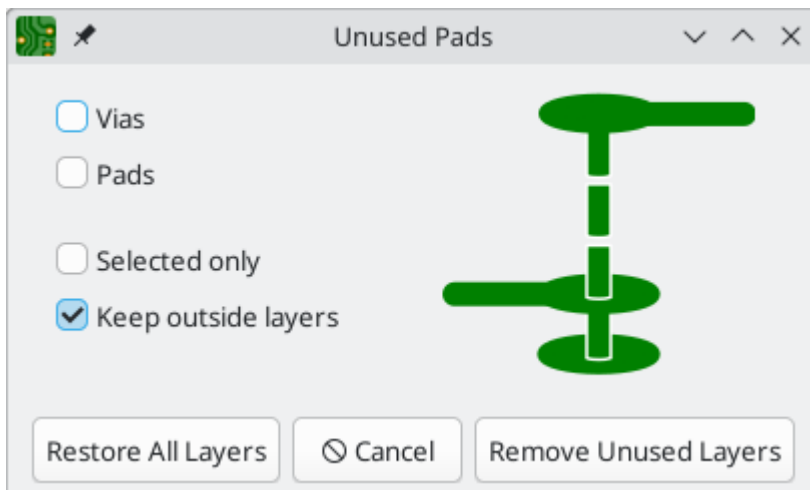 Unused Pads
Vias
Pads
Selected only
Keep outside layers
Restore All Layers
Cancel
Remove Unused Layers